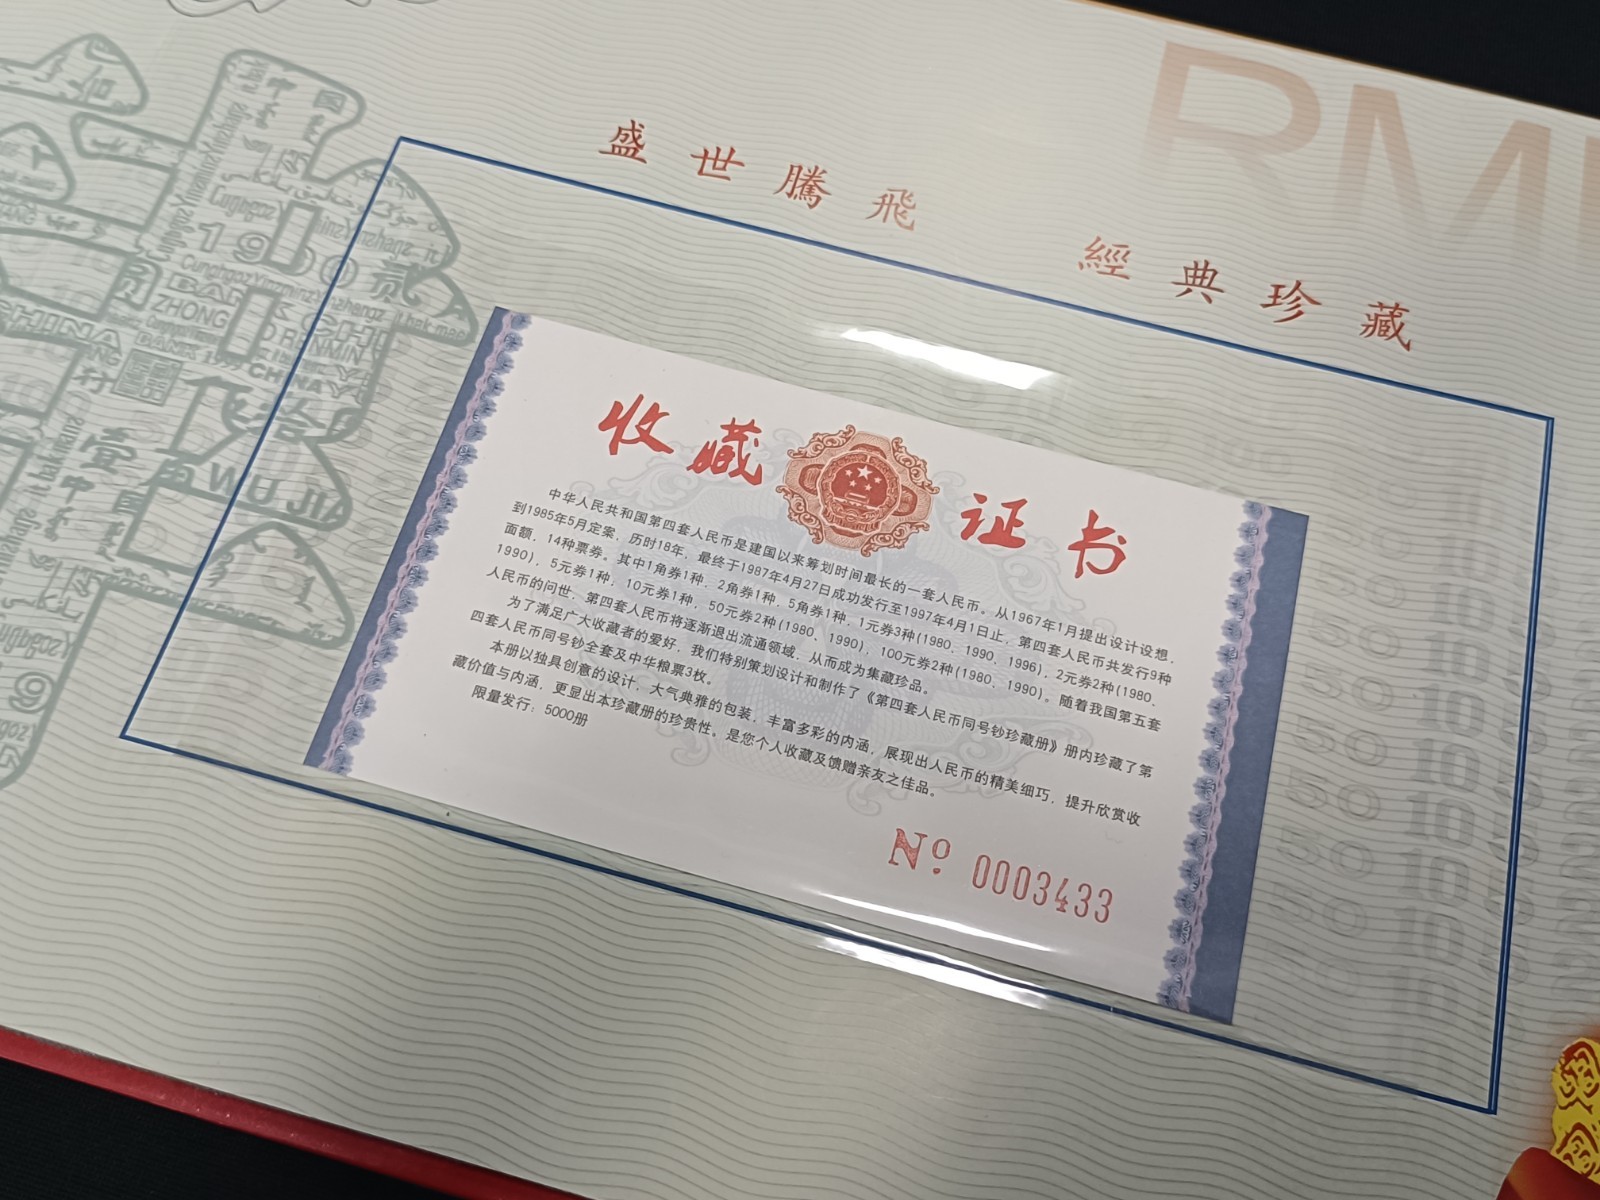 RM
盛世騰飛 經典珍藏
收藏证书
中华人民共和国第四套人民币是建国以来筹划时间最长的一套人民币。从1967年1月提出设计设想,
到1985年5月定案，历时18年，最终于1987年4月27日成功发行至1997年4月1日止，第四套人民币共发行9种
面额，14种票券。其中1角券1种，2角券1种，5角券1种，1元券3种(1980、1990、1996)，2元券2种(1980、
1990)，5元券1种，10元券1种，50元券2种(1980、1990)，100元券2种(1980、1990)。随着我国第五套
人民币的问世，第四套人民币将逐渐退出流通领域，从而成为集藏珍品。
为了满足广大收藏者的爱好，我们特别策划设计和制作了《第四套人民币同号钞珍藏册》册内珍藏了第
四套人民币同号钞全套及中华粮票3枚。
本册以独具创意的设计，大气典雅的包装，丰富多彩的内涵，展现出人民币的精美细巧，提升欣赏收
藏价值与内涵，更显出本珍藏册的珍贵性。是您个人收藏及馈赠亲友之佳品。
限量发行：5000册
Nº 0003433